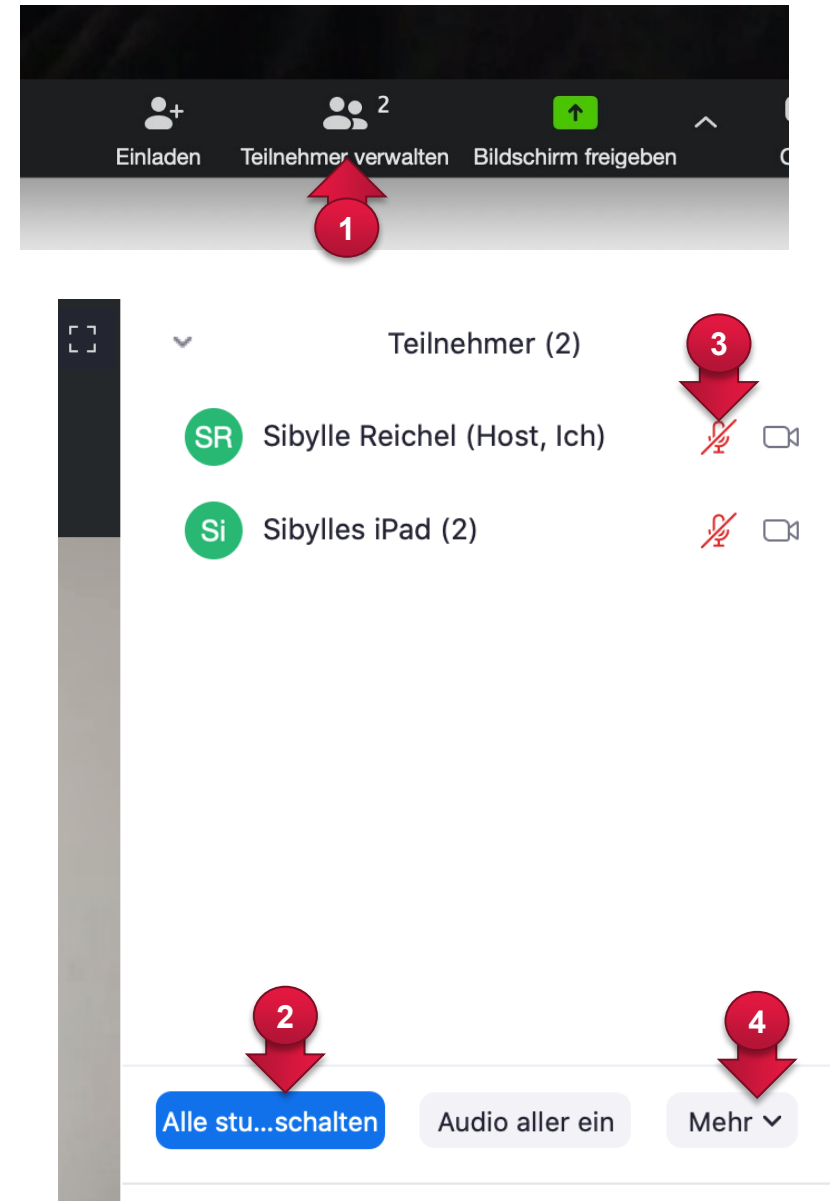 2
Einladen
Teilnehmer verwalten
Bildschirm freigeben
1
Teilnehmer (2)
3
SR
Sibylle Reichel (Host, Ich)
Si
Sibylles iPad (2)
2
4
Alle stu...schalten
Audio aller ein
Mehr